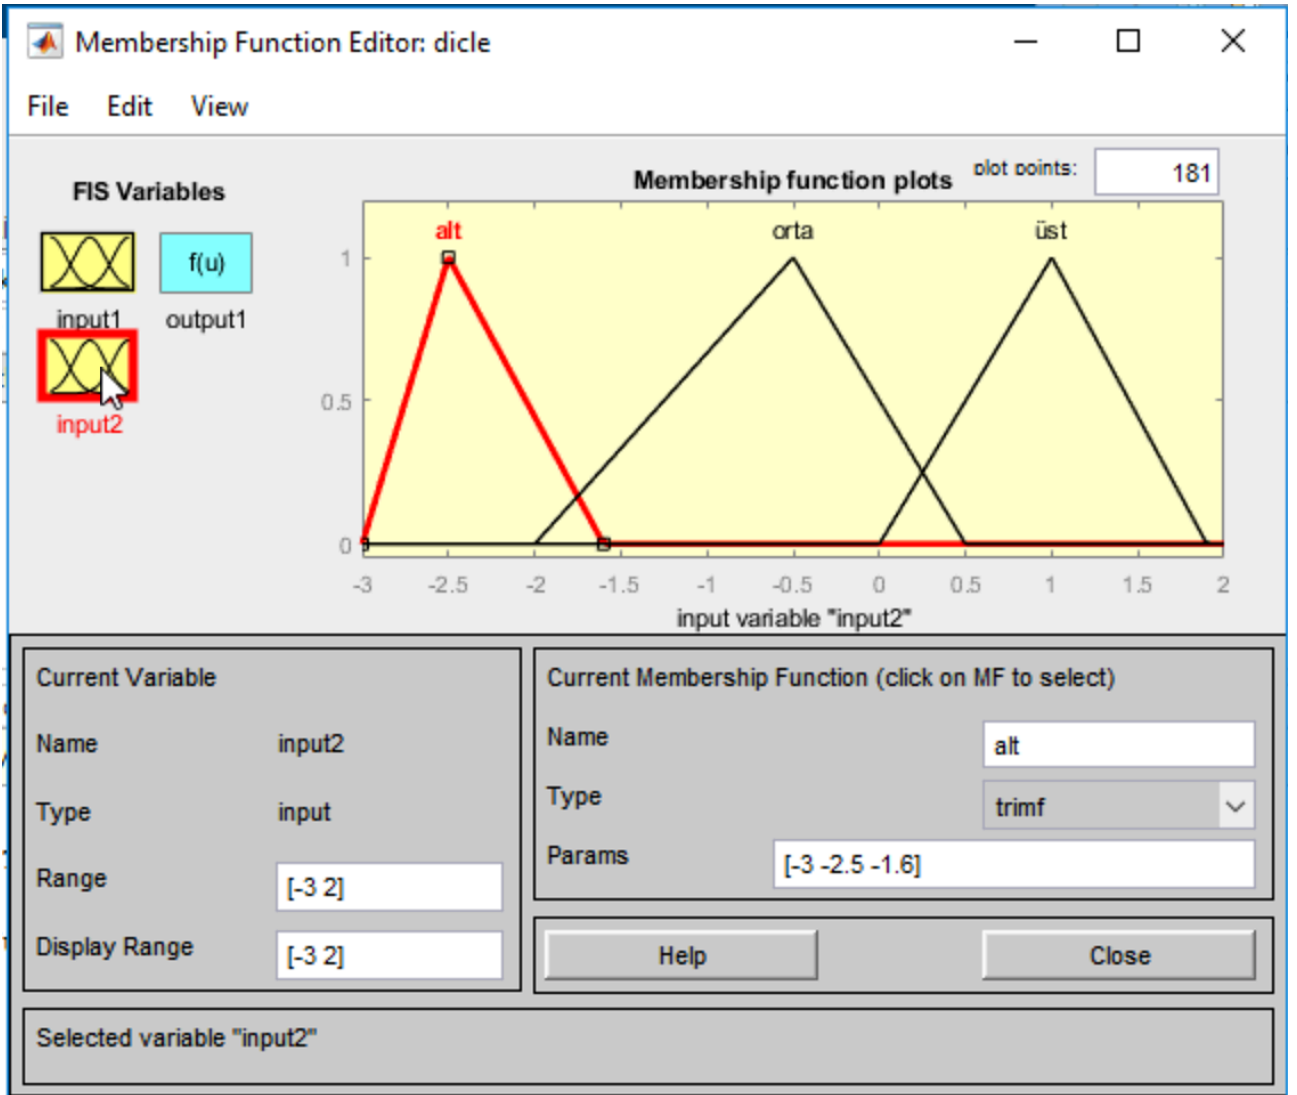 Membership Function Editor: dicle
File Edit View
FIS Variables
input1
f(u)
output1
input2
Membership function plots
plot points: 181
alt orta üst
1
0.5
0
-3 -2.5 -2 -1.5 -1 -0.5 0 0.5 1 1.5 2
input variable "input2"
Current Variable
Name input2
Type input
Range [-3 2]
Display Range [-3 2]
Current Membership Function (click on MF to select)
Name alt
Type trimf
Params [-3 -2.5 -1.6]
Help Close
Selected variable "input2"